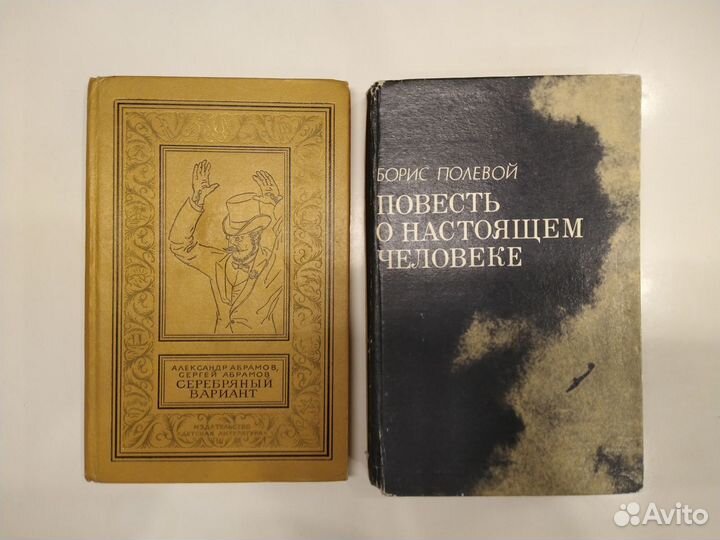 АЛЕКСАНДР АБРАМОВ,
СЕРГЕЙ АБРАМОВ
СЕРЕБРЯНЫЙ
ВАРИАНТ
ИЗДАТЕЛЬСТВО
"ДЕТСКАЯ ЛИТЕРАТУРА"
БОРИС ПОЛЕВОЙ
ПОВЕСТЬ
О НАСТОЯЩЕМ
ЧЕЛОВЕКЕ
Avito